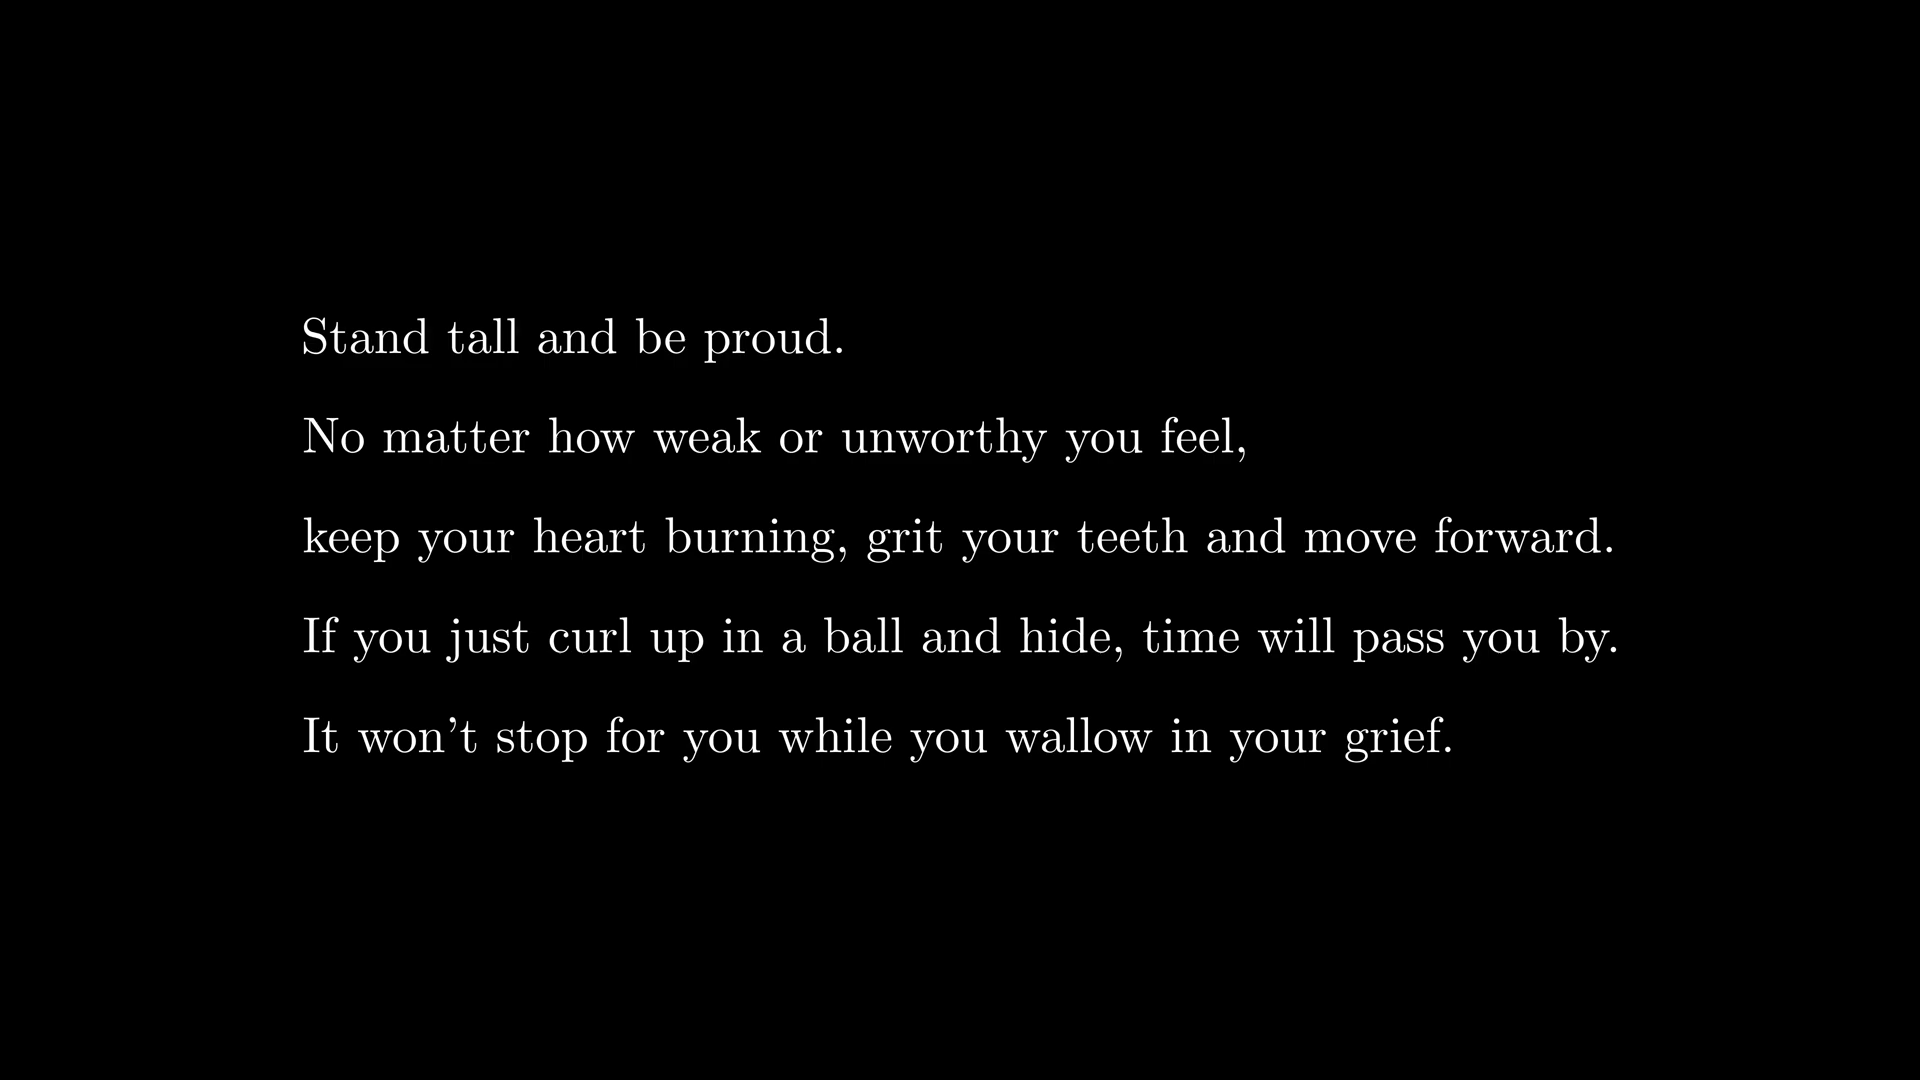 Stand tall and be proud.
No matter how weak or unworthy you feel,
keep your heart burning, grit your teeth and move forward.
If you just curl up in a ball and hide, time will pass you by.
It won’t stop for you while you wallow in your grief.